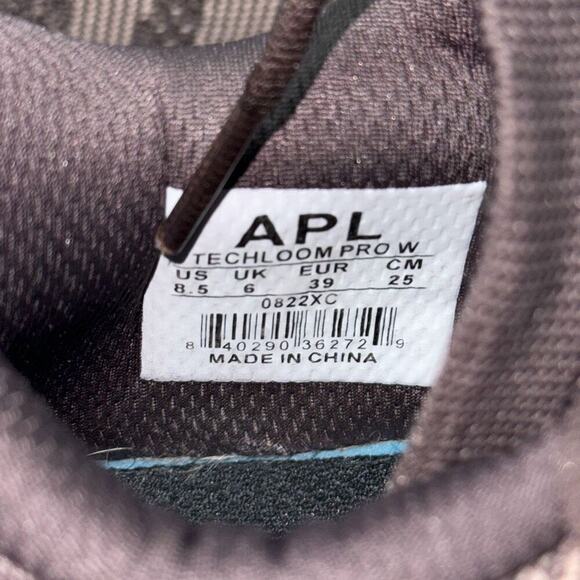 APL
TECHLOOM PRO W
US UK EUR CM
8.5 6 39 25
0822XC
8 40290 36272 9
MADE IN CHINA